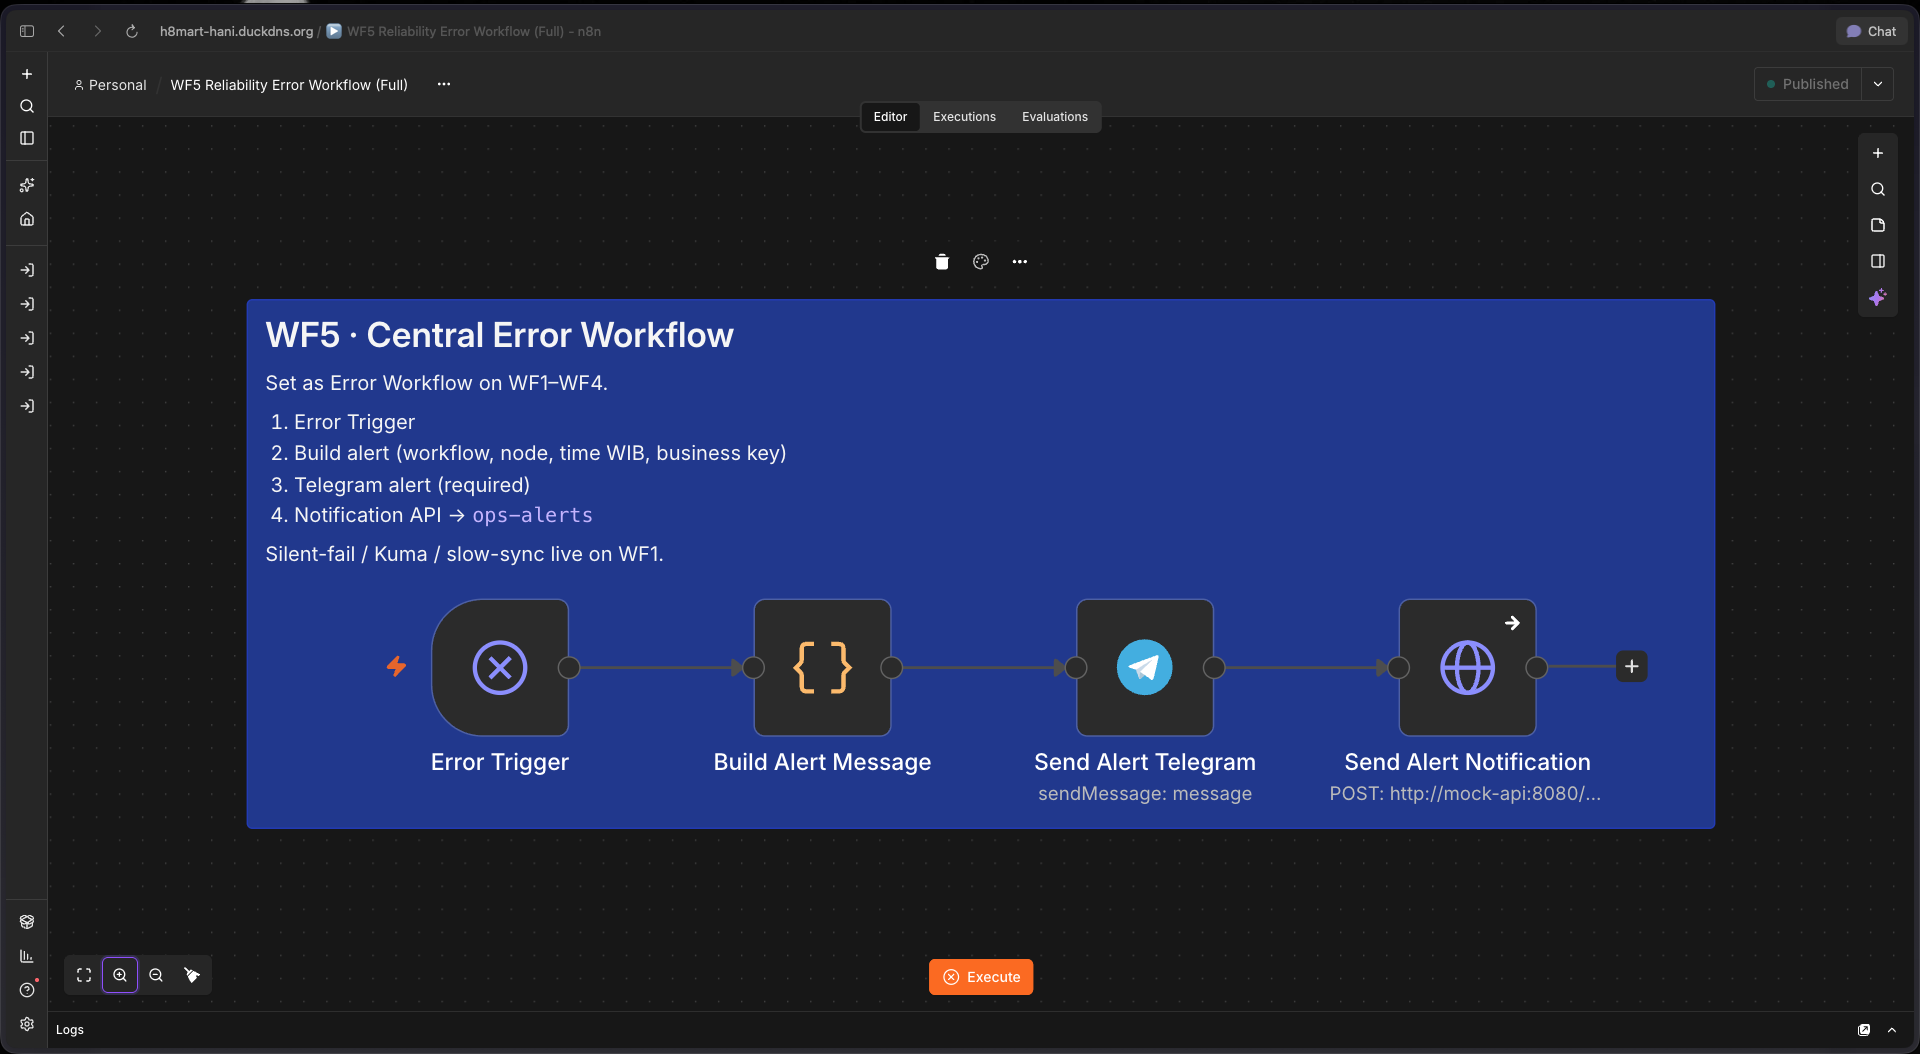 h8mart-hani.duckdns.org / WF5 Reliability Error Workflow (Full) - n8n
Chat
Personal / WF5 Reliability Error Workflow (Full)
Published
Editor
Executions
Evaluations
WF5 · Central Error Workflow
Set as Error Workflow on WF1–WF4.
1. Error Trigger
2. Build alert (workflow, node, time WIB, business key)
3. Telegram alert (required)
4. Notification API → ops-alerts
Silent-fail / Kuma / slow-sync live on WF1.
Error Trigger
Build Alert Message
Send Alert Telegram
sendMessage: message
Send Alert Notification
POST: http://mock-api:8080/...
Execute
Logs